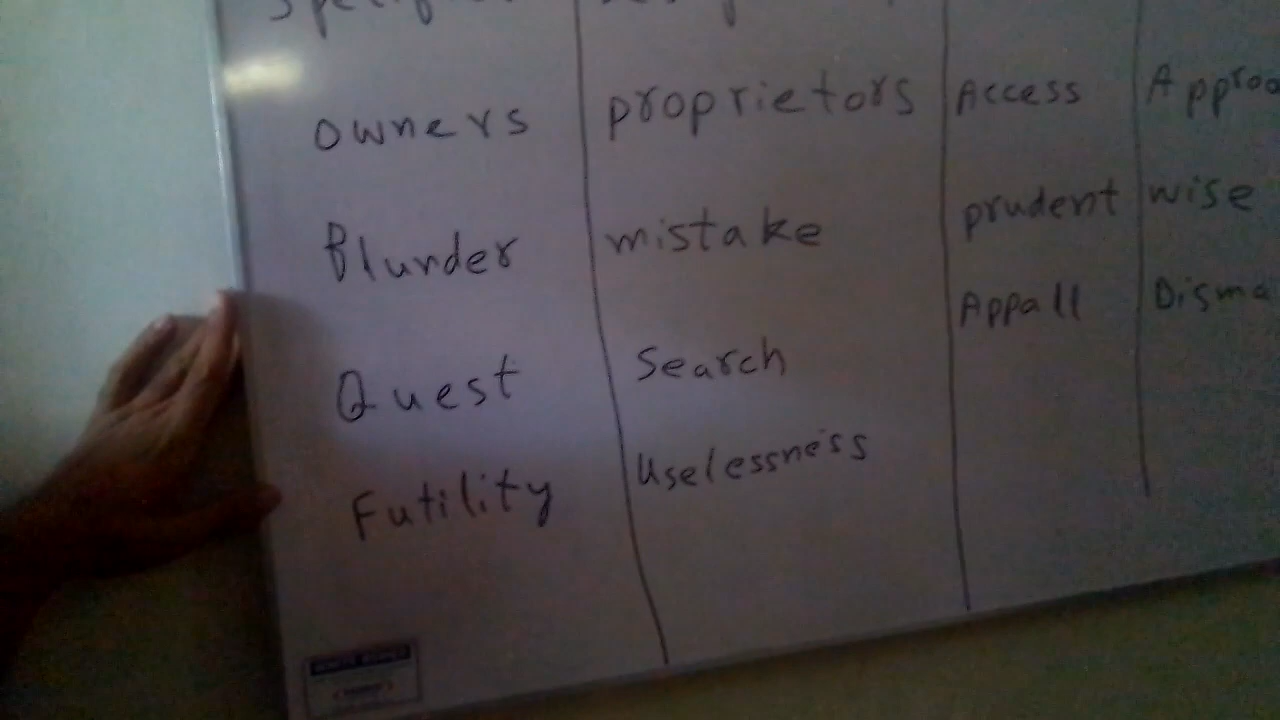 owners proprietors Access
Blunder mistake prudent wise
Appall
Quest Search
Futility Uselessness